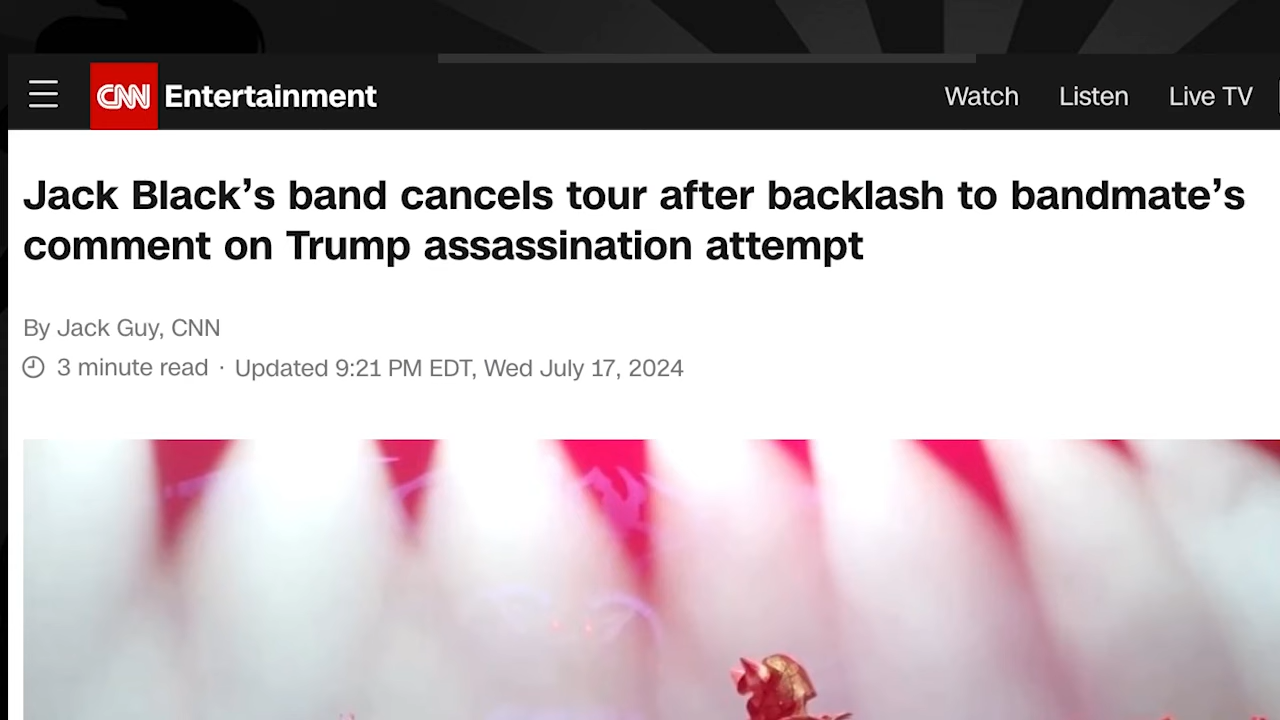 CNN Entertainment
Watch Listen Live TV
Jack Black’s band cancels tour after backlash to bandmate’s
comment on Trump assassination attempt
By Jack Guy, CNN
3 minute read · Updated 9:21 PM EDT, Wed July 17, 2024